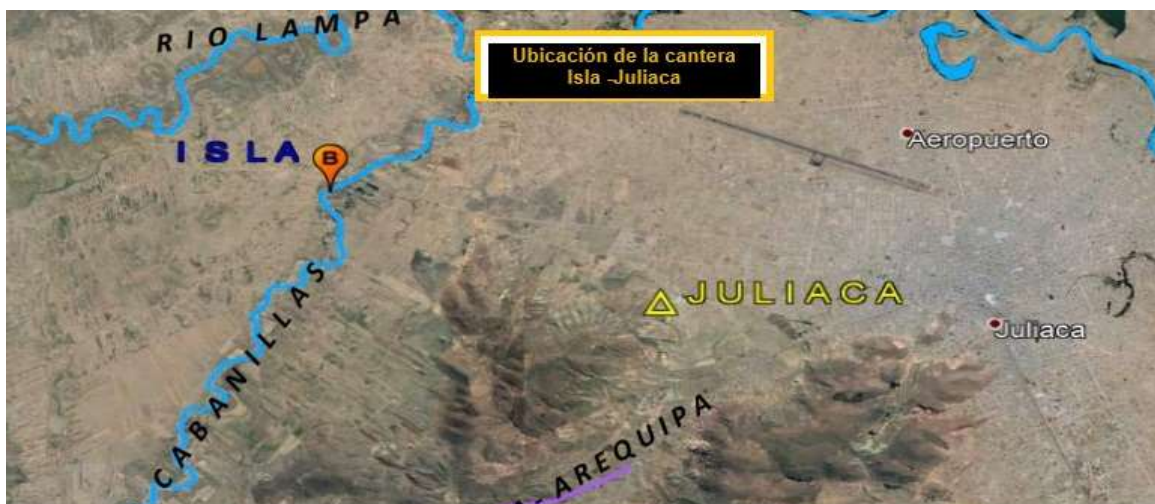 RIO LAMPA
Ubicación de la cantera
Isla -Juliaca
Aeropuerto
ISLA
B
JULIACA
Juliaca
CABANILLAS
AREQUIPA